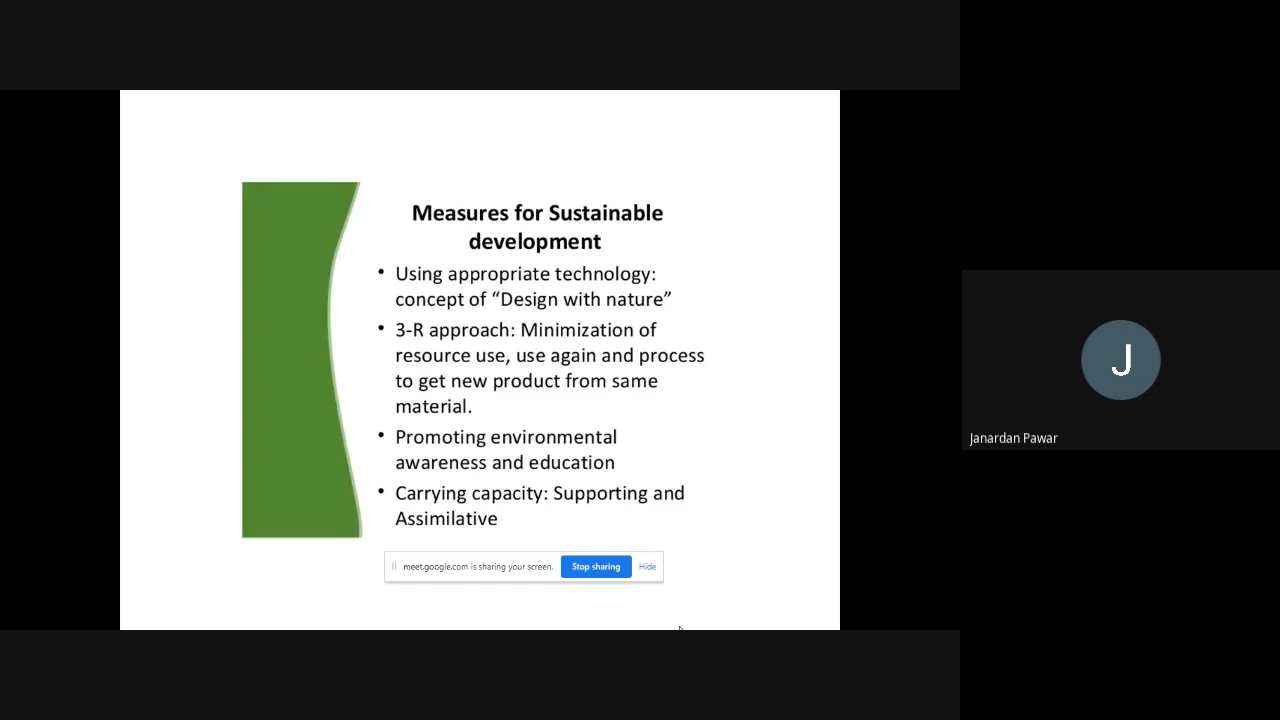 Measures for Sustainable
development
• Using appropriate technology:
concept of “Design with nature”
• 3-R approach: Minimization of
resource use, use again and process
to get new product from same
material.
• Promoting environmental
awareness and education
• Carrying capacity: Supporting and
Assimilative
meet.google.com is sharing your screen. Stop sharing Hide
J
Janardan Pawar